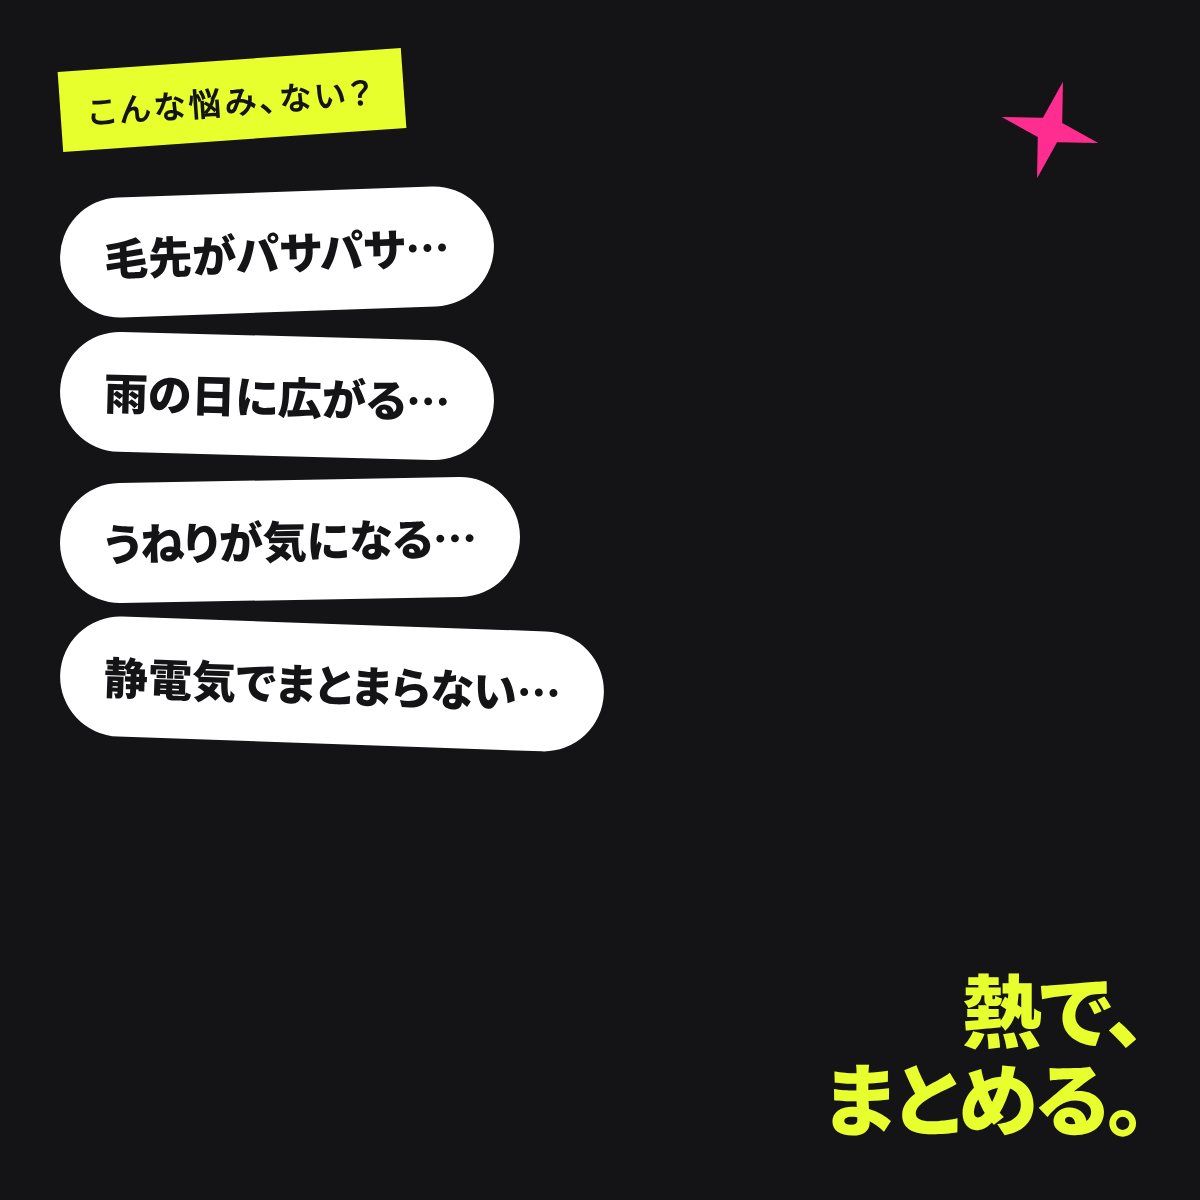 こんな悩み、ない？
毛先がパサパサ…
雨の日に広がる…
うねりが気になる…
静電気でまとまらない…
熱で、
まとめる。